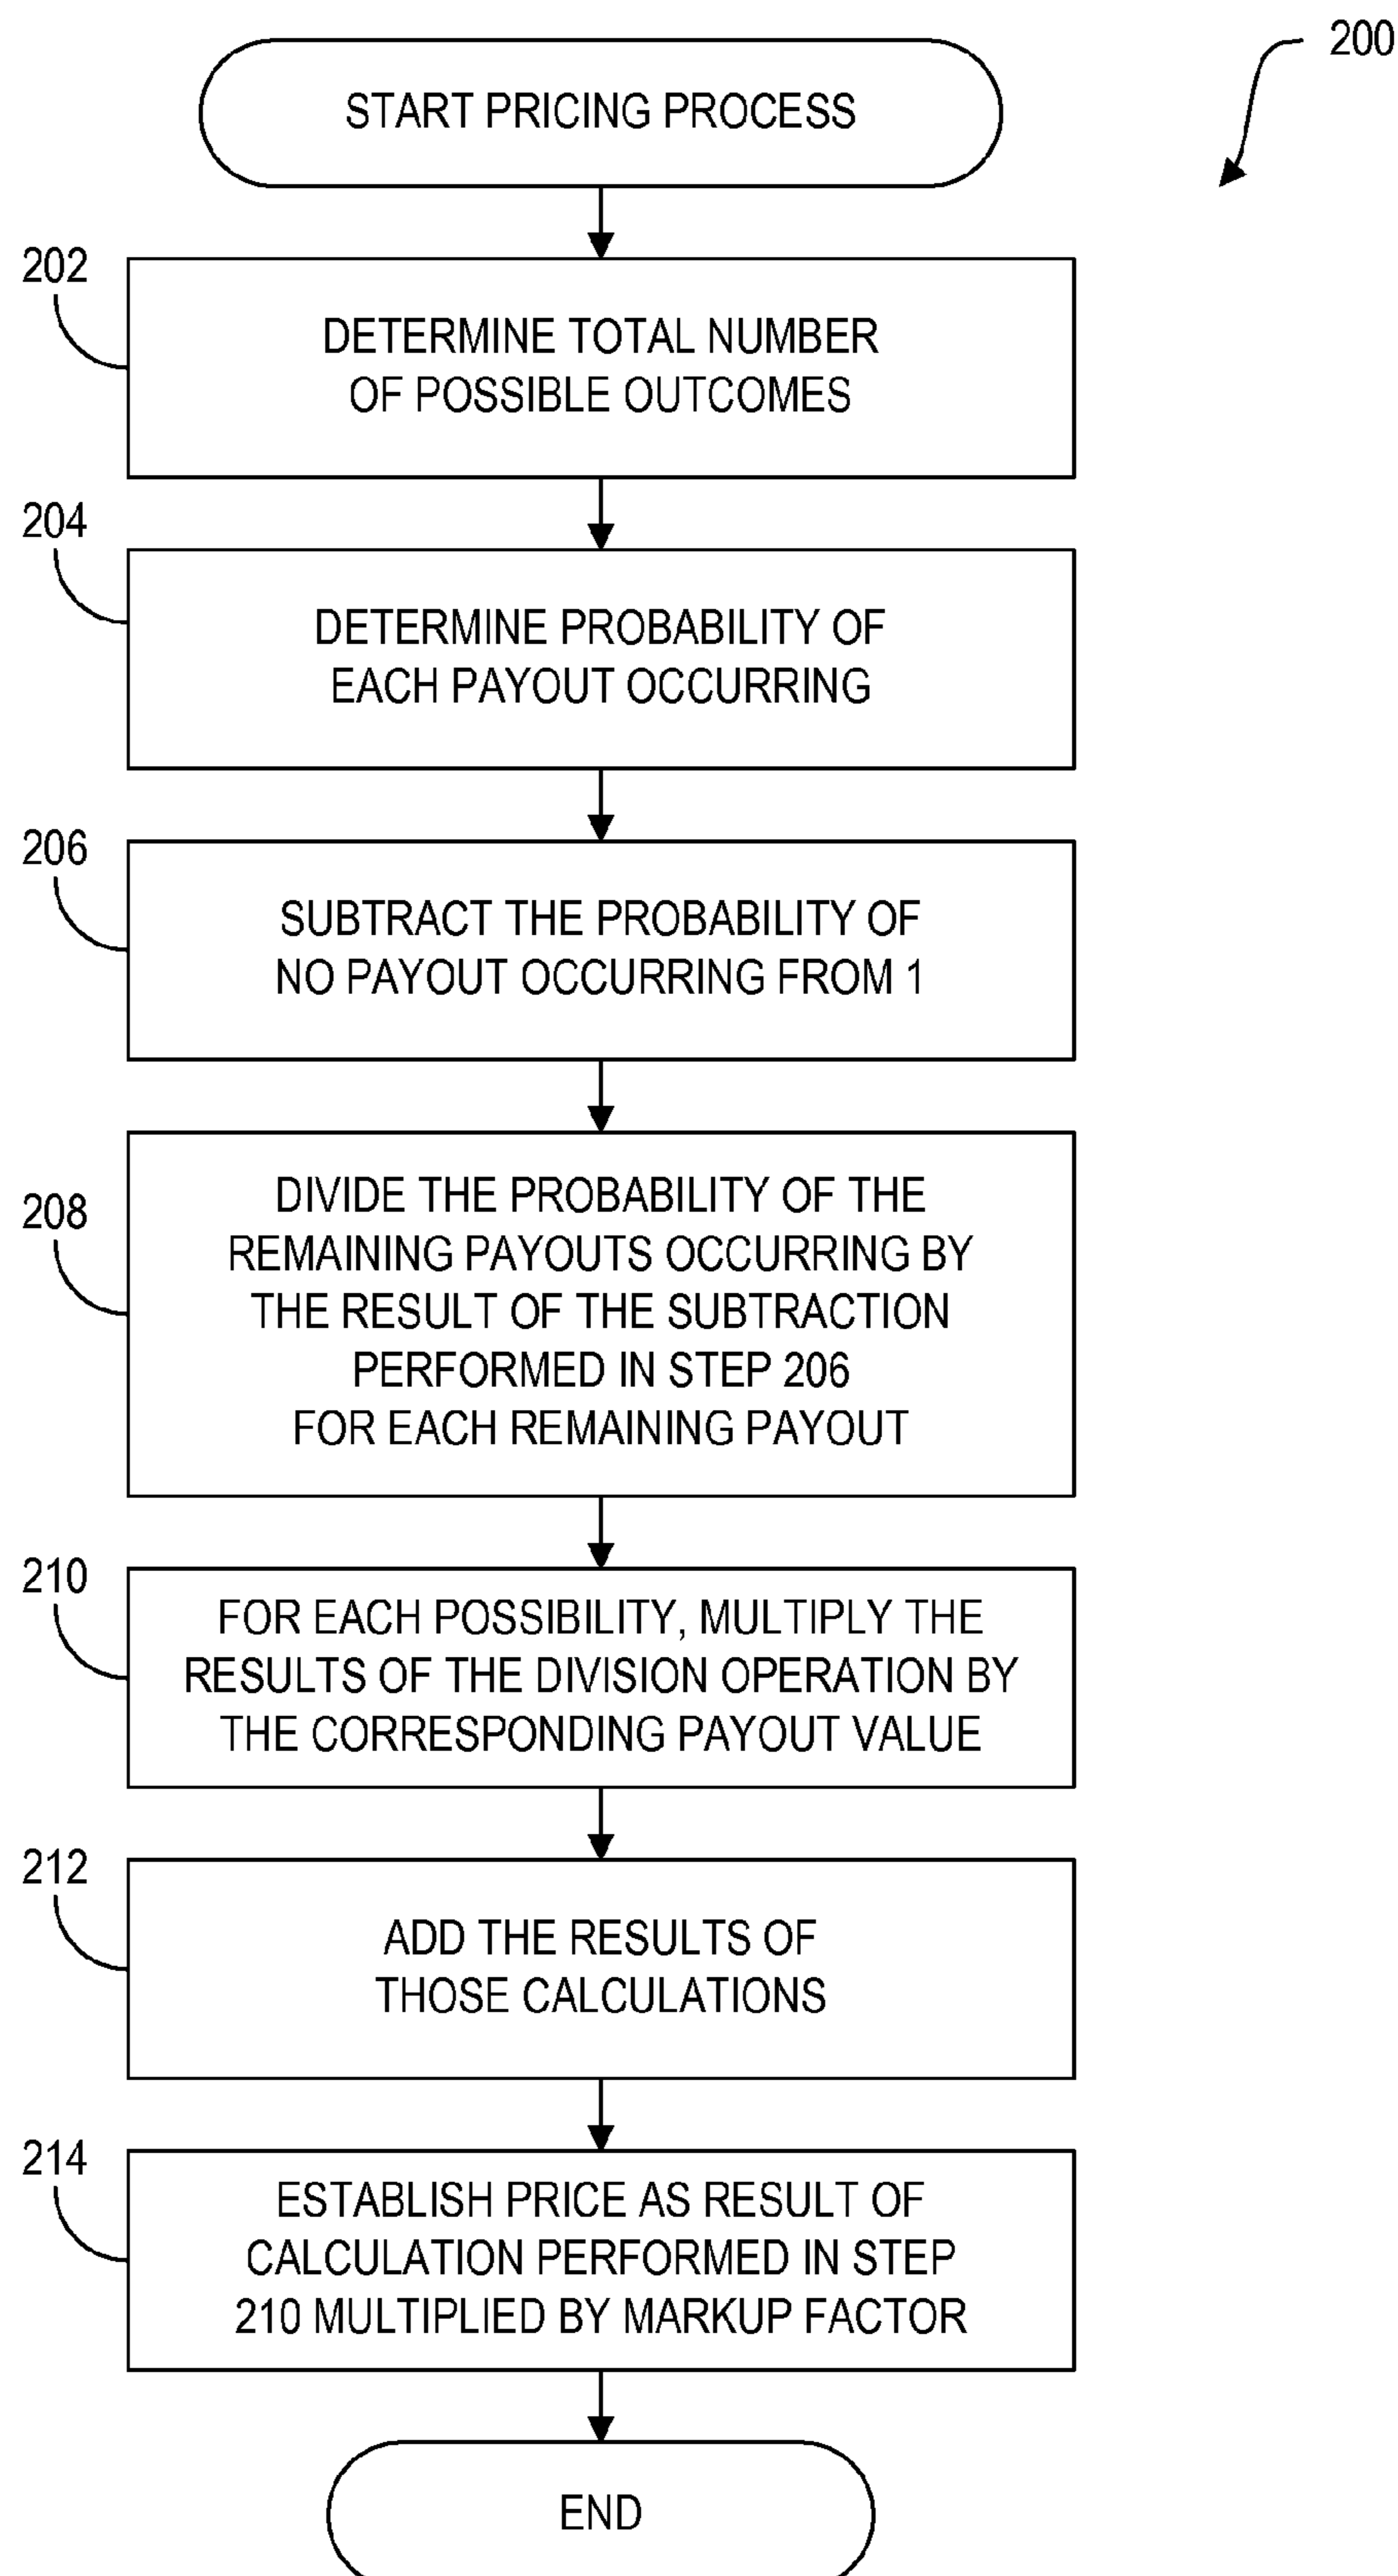 200
START PRICING PROCESS
202
DETERMINE TOTAL NUMBER
OF POSSIBLE OUTCOMES
204
DETERMINE PROBABILITY OF
EACH PAYOUT OCCURRING
206
SUBTRACT THE PROBABILITY OF
NO PAYOUT OCCURRING FROM 1
208
DIVIDE THE PROBABILITY OF THE
REMAINING PAYOUTS OCCURRING BY
THE RESULT OF THE SUBTRACTION
PERFORMED IN STEP 206
FOR EACH REMAINING PAYOUT
210
FOR EACH POSSIBILITY, MULTIPLY THE
RESULTS OF THE DIVISION OPERATION BY
THE CORRESPONDING PAYOUT VALUE
212
ADD THE RESULTS OF
THOSE CALCULATIONS
214
ESTABLISH PRICE AS RESULT OF
CALCULATION PERFORMED IN STEP
210 MULTIPLIED BY MARKUP FACTOR
END